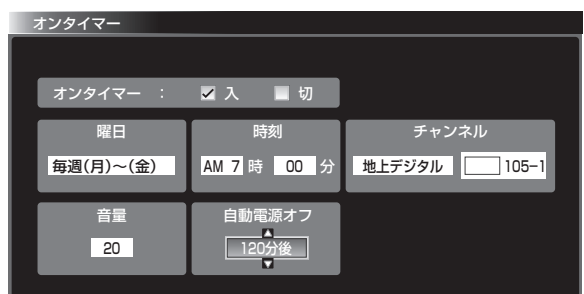 オンタイマー
オンタイマー ： 入 切
曜日 時刻 チャンネル
毎週(月)～(金) AM 7 時 00 分 地上デジタル 105-1
音量 自動電源オフ
20 120分後